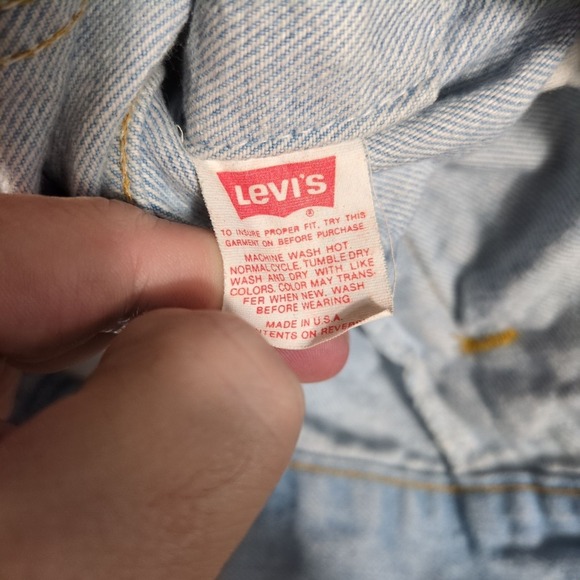 Levi's
®
TO INSURE PROPER FIT, TRY THIS
GARMENT ON BEFORE PURCHASE
MACHINE WASH HOT,
NORMAL CYCLE, TUMBLE DRY
WASH AND DRY WITH LIKE
COLORS. COLOR MAY TRANS-
FER WHEN NEW. WASH
BEFORE WEARING
MADE IN U.S.A.